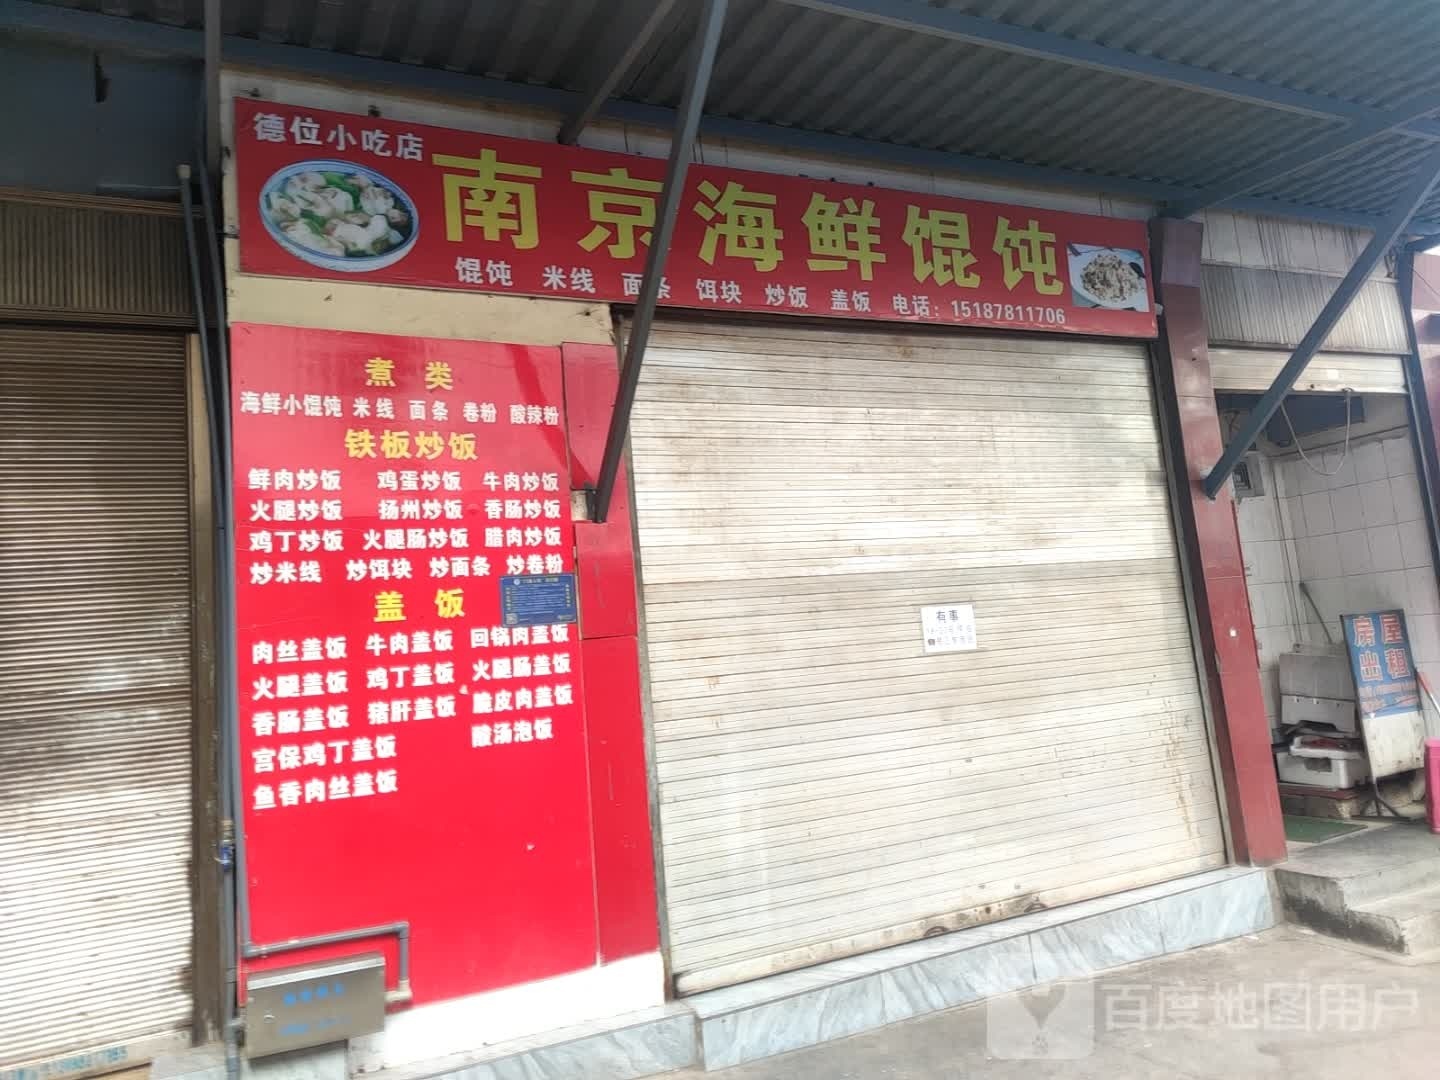 德位小吃店
南京海鲜馄饨
馄饨 米线 面条 饵块 炒饭 盖饭 电话：15187811706
煮类
海鲜小馄饨 米线 面条 卷粉 酸辣粉
铁板炒饭
鲜肉炒饭 鸡蛋炒饭 牛肉炒饭
火腿炒饭 扬州炒饭 香肠炒饭
鸡丁炒饭 火腿肠炒饭 腊肉炒饭
炒米线 炒饵块 炒面条 炒卷粉
盖饭
肉丝盖饭 牛肉盖饭 回锅肉盖饭
火腿盖饭 鸡丁盖饭 火腿肠盖饭
香肠盖饭 猪肝盖饭 脆皮肉盖饭
宫保鸡丁盖饭 酸汤泡饭
鱼香肉丝盖饭
有事
房屋
出租
百度地图用户